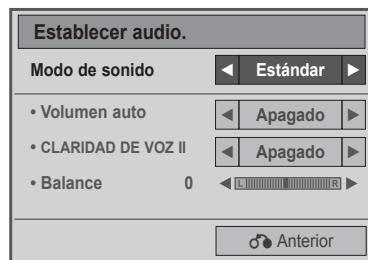 Establecer audio.
Modo de sonido ◀ Estándar ▶
• Volumen auto ◀ Apagado ▶
• CLARIDAD DE VOZ II ◀ Apagado ▶
• Balance 0 ◀ L R ▶
Anterior